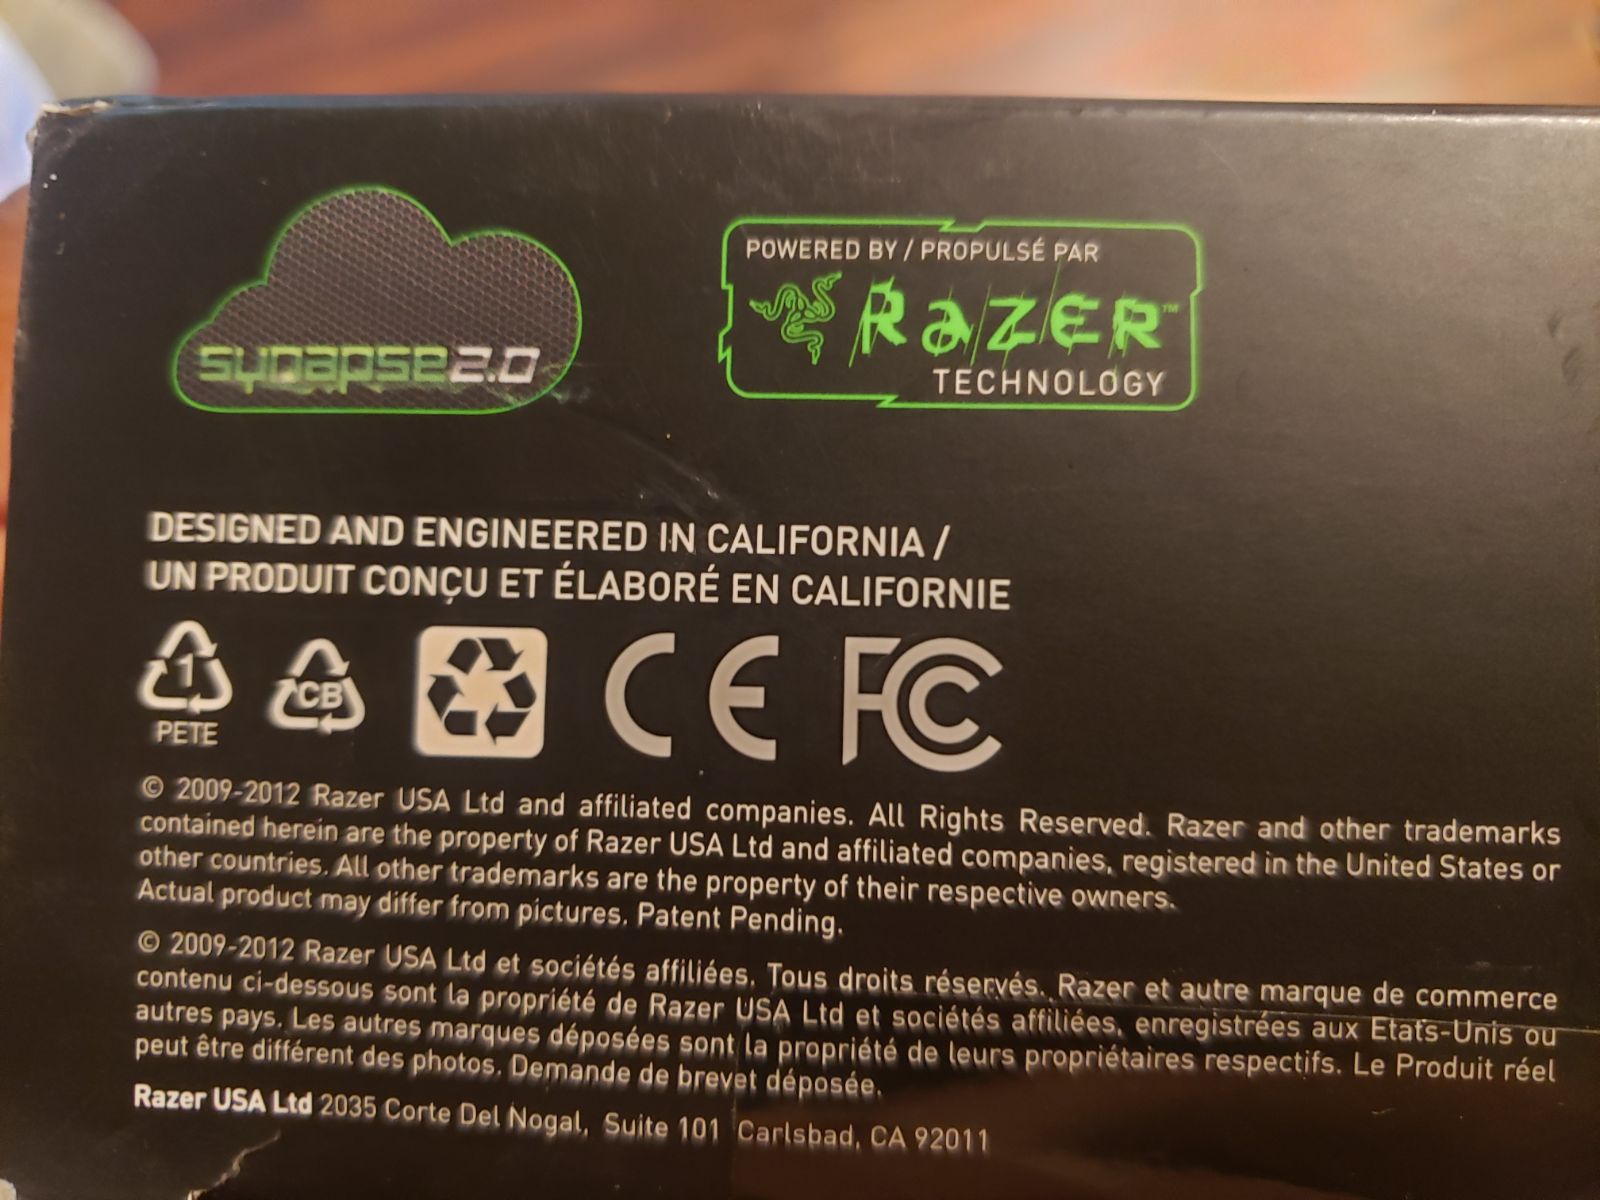 synapse2.0
POWERED BY / PROPULSÉ PAR
RAZER™
TECHNOLOGY
DESIGNED AND ENGINEERED IN CALIFORNIA /
UN PRODUIT CONÇU ET ÉLABORÉ EN CALIFORNIE
1
PETE
CB
CE
FC
© 2009-2012 Razer USA Ltd and affiliated companies. All Rights Reserved. Razer and other trademarks
contained herein are the property of Razer USA Ltd and affiliated companies, registered in the United States or
other countries. All other trademarks are the property of their respective owners.
Actual product may differ from pictures. Patent Pending.
© 2009-2012 Razer USA Ltd et sociétés affiliées. Tous droits réservés. Razer et autre marque de commerce
contenu ci-dessous sont la propriété de Razer USA Ltd et sociétés affiliées, enregistrées aux Etats-Unis ou
autres pays. Les autres marques déposées sont la propriété de leurs propriétaires respectifs. Le Produit réel
peut être différent des photos. Demande de brevet déposée.
Razer USA Ltd 2035 Corte Del Nogal, Suite 101 Carlsbad, CA 92011